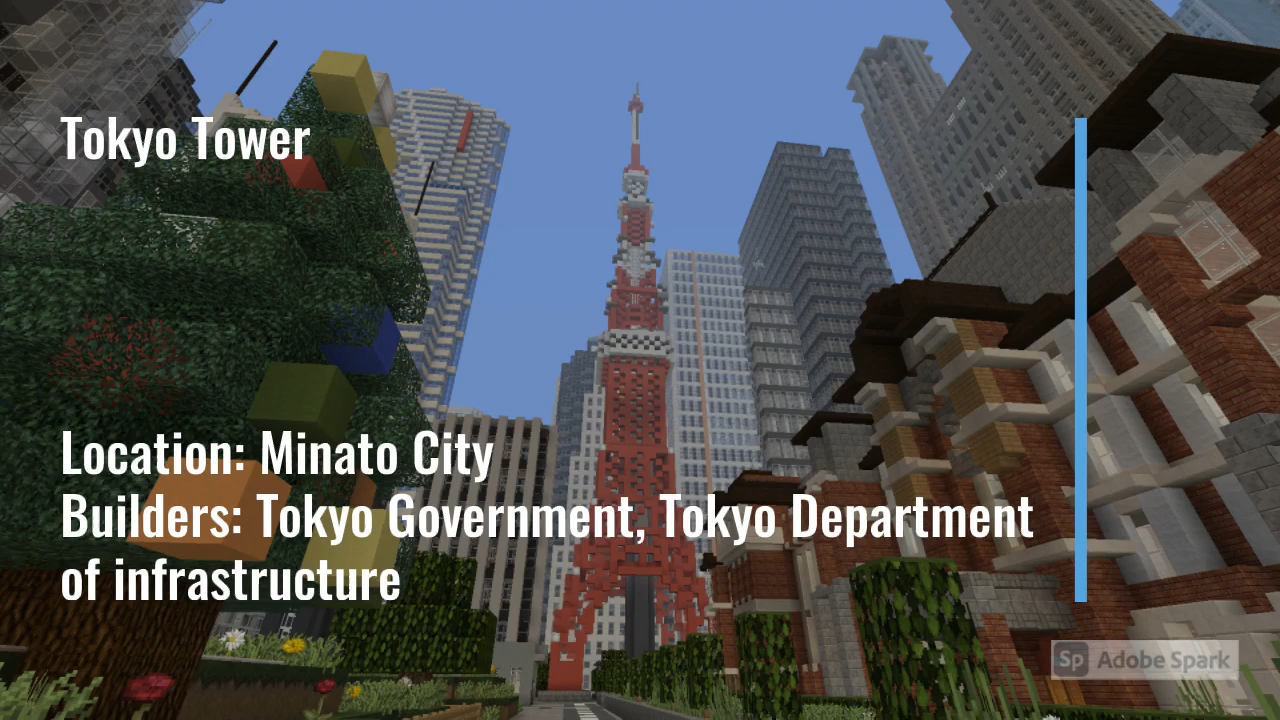 Tokyo Tower
Location: Minato City
Builders: Tokyo Government, Tokyo Department
of infrastructure
Sp Adobe Spark